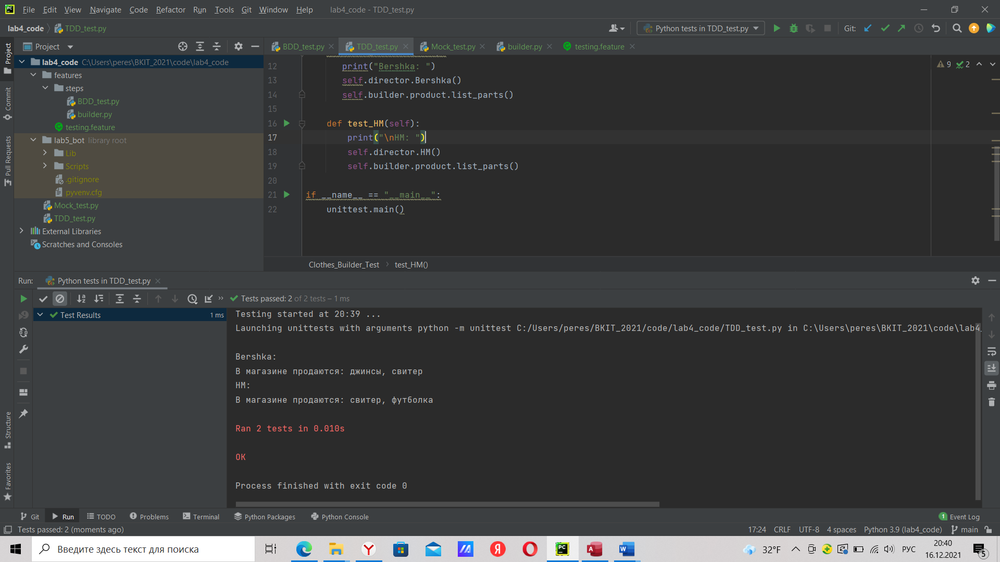 File Edit View Navigate Code Refactor Run Tools Git Window Help lab4_code - TDD_test.py
lab4_code TDD_test.py Python tests in TDD_test.py Git:
Project
BDD_test.py TDD_test.py Mock_test.py builder.py testing.feature
lab4_code C:\Users\peres\BKIT_2021\code\lab4_code
features
steps
BDD_test.py
builder.py
testing.feature
lab5_bot library root
Lib
Scripts
.gitignore
pyvenv.cfg
Mock_test.py
TDD_test.py
External Libraries
Scratches and Consoles
Project
Commit
Pull Requests
Structure
Favorites
9 2
12 print("Bershka: ")
13 self.director.Bershka()
14 self.builder.product.list_parts()
15
16 def test_HM(self):
17 print("\nHM: ")
18 self.director.HM()
19 self.builder.product.list_parts()
20
21 if __name__ == "__main__":
22 unittest.main()
Clothes_Builder_Test test_HM()
Run: Python tests in TDD_test.py
Tests passed: 2 of 2 tests – 1 ms
Test Results 1 ms
Testing started at 20:39 ...
Launching unittests with arguments python -m unittest C:/Users/peres/BKIT_2021/code/lab4_code/TDD_test.py in C:\Users\peres\BKIT_2021\code\lab4_
Bershka:
В магазине продаются: джинсы, свитер
HM:
В магазине продаются: свитер, футболка
Ran 2 tests in 0.010s
OK
Process finished with exit code 0
Git Run TODO Problems Terminal Python Packages Python Console 1 Event Log
Tests passed: 2 (moments ago) 17:24 CRLF UTF-8 4 spaces Python 3.9 (lab4_code) main
Введите здесь текст для поиска 32°F РУС 20:40
16.12.2021 5